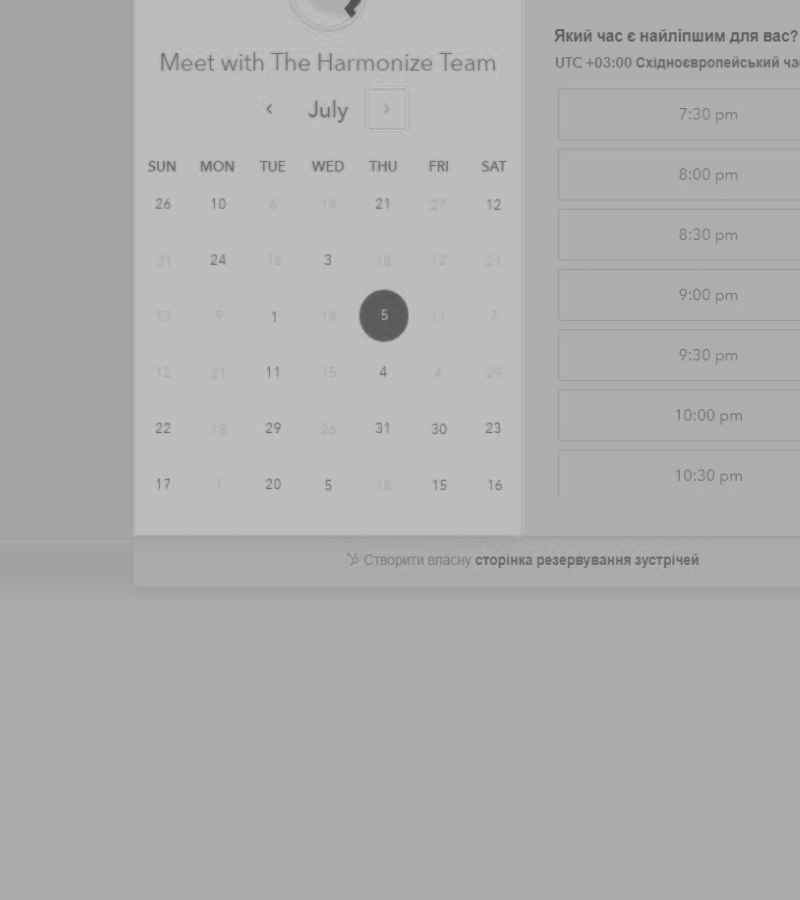 Meet with The Harmonize Team
‹ July ›
SUN MON TUE WED THU FRI SAT
26 10 6 19 21 27 12
31 24 16 3 18 12 21
13 9 1 19 5 11 7
12 21 11 15 4 4 29
22 18 29 26 31 30 23
17 1 20 5 18 15 16
Який час є найліпшим для вас?
UTC +03:00 Східноєвропейський
7:30 pm
8:00 pm
8:30 pm
9:00 pm
9:30 pm
10:00 pm
10:30 pm
Створити власну сторінка резервування зустрічей